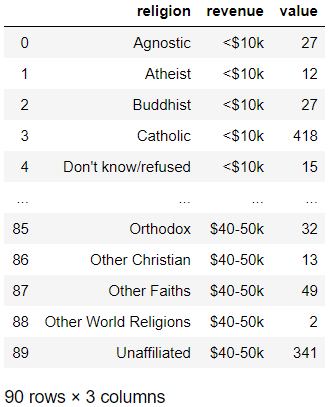 religion revenue value
0 Agnostic <$10k 27
1 Atheist <$10k 12
2 Buddhist <$10k 27
3 Catholic <$10k 418
4 Don't know/refused <$10k 15
... ... ... ...
85 Orthodox $40-50k 32
86 Other Christian $40-50k 13
87 Other Faiths $40-50k 49
88 Other World Religions $40-50k 2
89 Unaffiliated $40-50k 341
90 rows × 3 columns